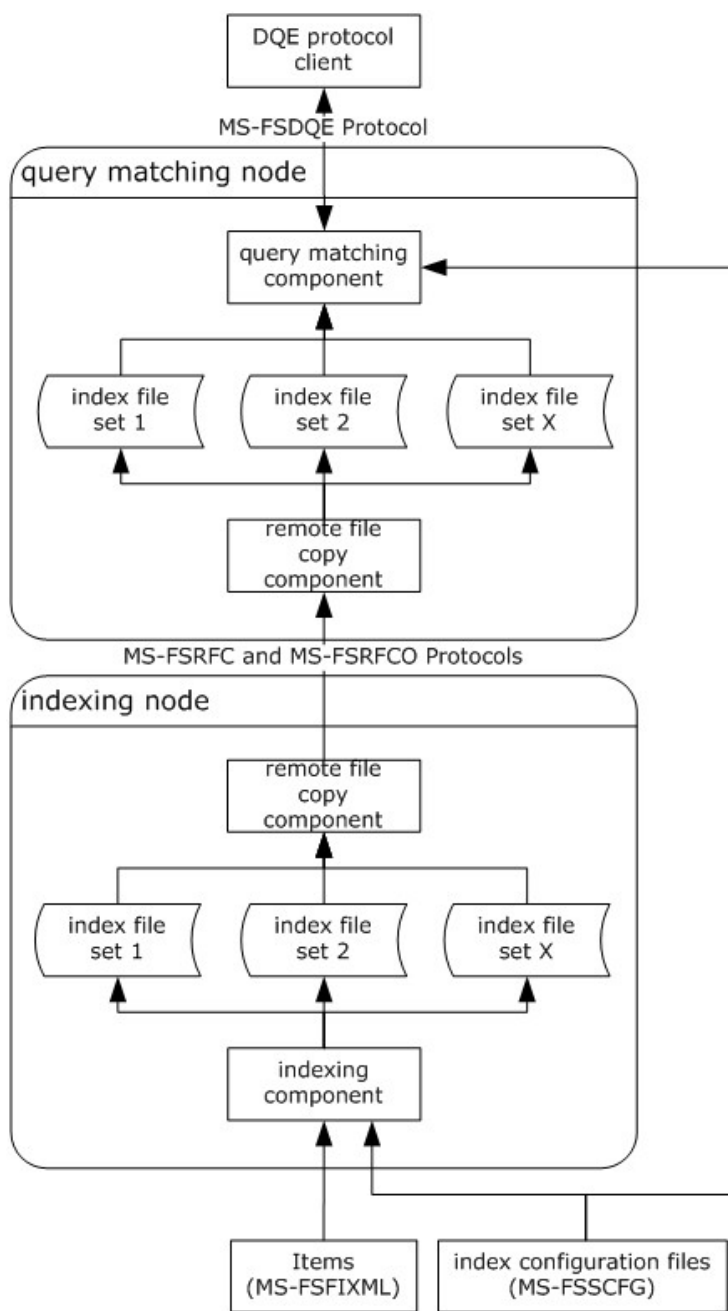 DQE protocol
client
MS-FSDQE Protocol
query matching node
query matching
component
index file
set 1
index file
set 2
index file
set X
remote file
copy
component
MS-FSRFC and MS-FSRFCO Protocols
indexing node
remote file
copy
component
index file
set 1
index file
set 2
index file
set X
indexing
component
Items
(MS-FSFIXML)
index configuration files
(MS-FSSCFG)